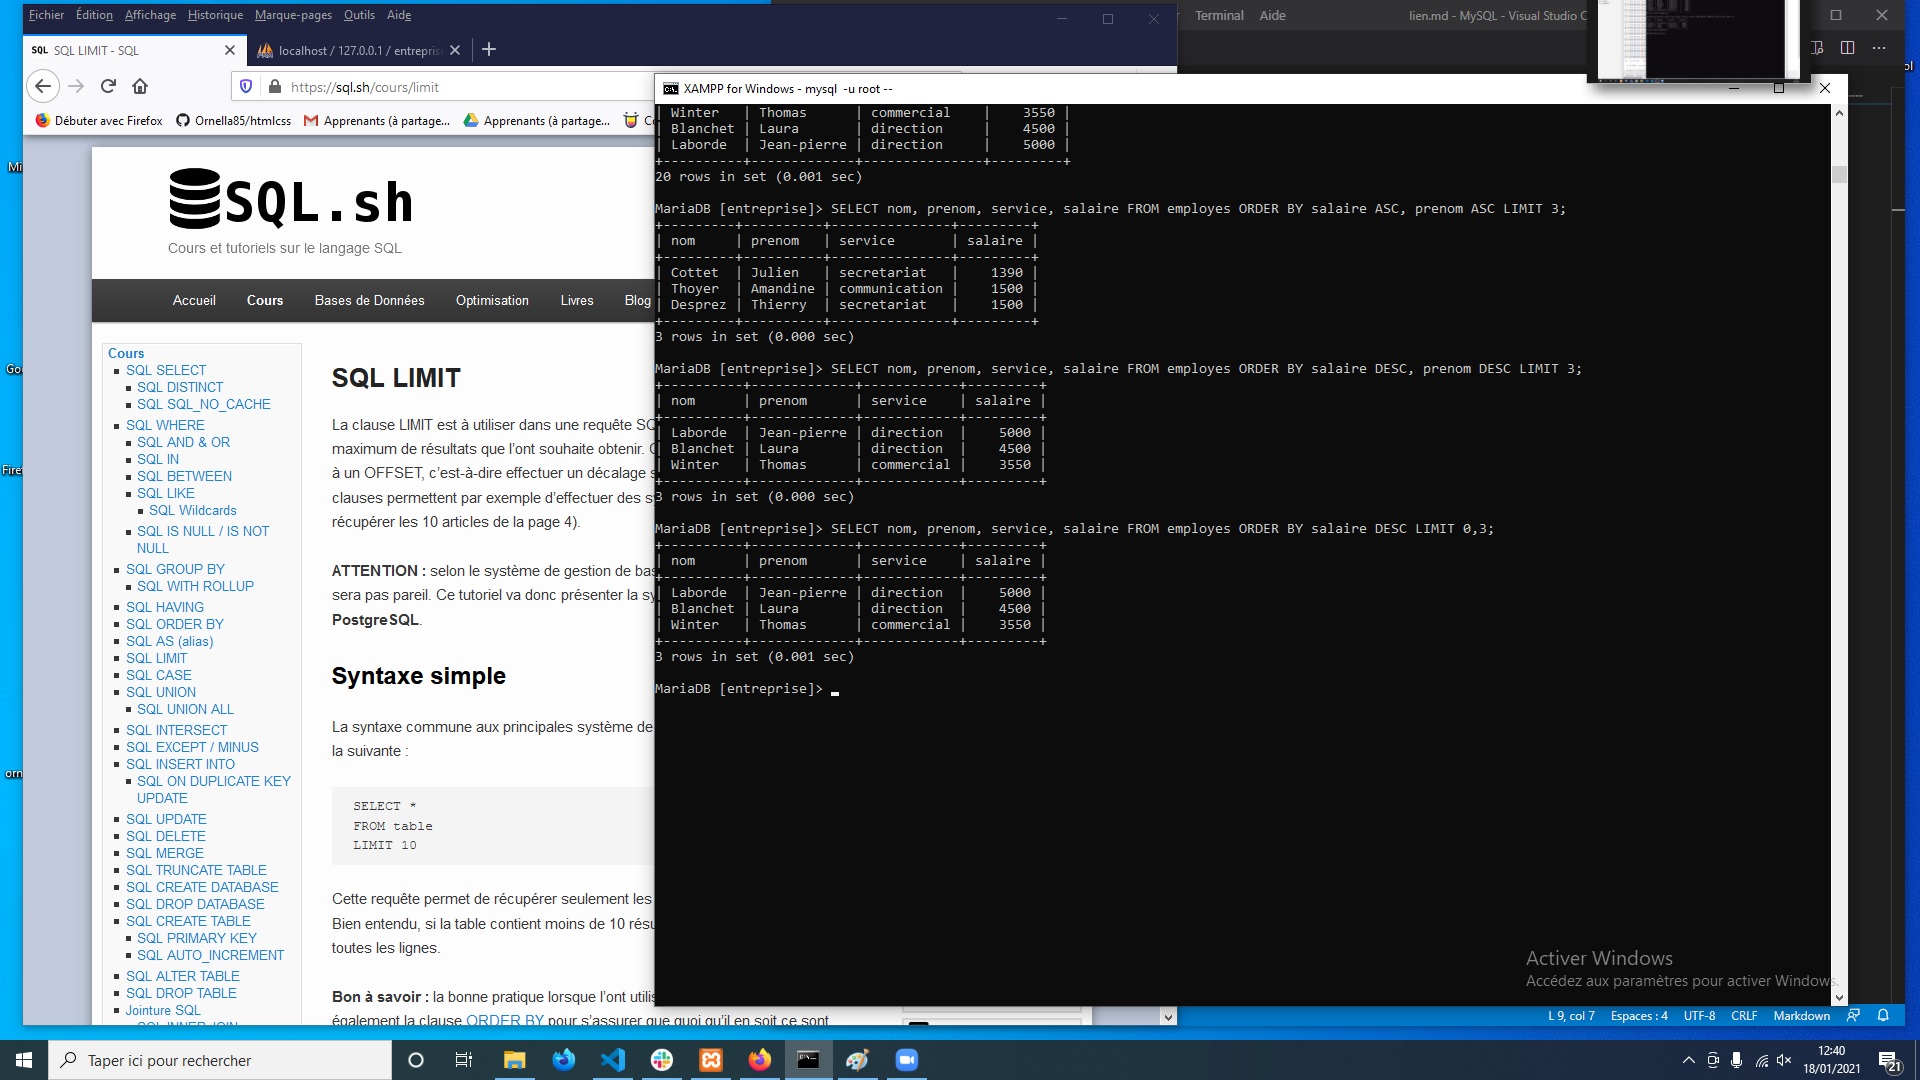 Fichier Édition Affichage Historique Marque-pages Outils Aide
SQL SQL LIMIT - SQL
localhost / 127.0.0.1 / entrepris
https://sql.sh/cours/limit
Débuter avec Firefox Ornella85/htmlcss Apprenants (à partage... Apprenants (à partage...
Terminal Aide lien.md - MySQL - Visual Studio C
SQL.sh
Cours et tutoriels sur le langage SQL
Accueil Cours Bases de Données Optimisation Livres Blog
Cours
SQL SELECT
SQL DISTINCT
SQL SQL_NO_CACHE
SQL WHERE
SQL AND & OR
SQL IN
SQL BETWEEN
SQL LIKE
SQL Wildcards
SQL IS NULL / IS NOT
NULL
SQL GROUP BY
SQL WITH ROLLUP
SQL HAVING
SQL ORDER BY
SQL AS (alias)
SQL LIMIT
SQL CASE
SQL UNION
SQL UNION ALL
SQL INTERSECT
SQL EXCEPT / MINUS
SQL INSERT INTO
SQL ON DUPLICATE KEY
UPDATE
SQL UPDATE
SQL DELETE
SQL MERGE
SQL TRUNCATE TABLE
SQL CREATE DATABASE
SQL DROP DATABASE
SQL CREATE TABLE
SQL PRIMARY KEY
SQL AUTO_INCREMENT
SQL ALTER TABLE
SQL DROP TABLE
Jointure SQL
SQL INNER JOIN
SQL LIMIT
La clause LIMIT est à utiliser dans une requête SQ
maximum de résultats que l'ont souhaite obtenir.
à un OFFSET, c'est-à-dire effectuer un décalage s
clauses permettent par exemple d'effectuer des sy
récupérer les 10 articles de la page 4).
ATTENTION : selon le système de gestion de bas
sera pas pareil. Ce tutoriel va donc présenter la sy
PostgreSQL.
Syntaxe simple
La syntaxe commune aux principales système de
la suivante :
SELECT *
FROM table
LIMIT 10
Cette requête permet de récupérer seulement les
Bien entendu, si la table contient moins de 10 résu
toutes les lignes.
Bon à savoir : la bonne pratique lorsque l'ont utilis
également la clause ORDER BY pour s'assurer que quoi qu'il en soit ce sont
XAMPP for Windows - mysql -u root --
| Winter | Thomas | commercial | 3550 |
| Blanchet | Laura | direction | 4500 |
| Laborde | Jean-pierre | direction | 5000 |
+----------+-------------+---------------+---------+
20 rows in set (0.001 sec)
MariaDB [entreprise]> SELECT nom, prenom, service, salaire FROM employes ORDER BY salaire ASC, prenom ASC LIMIT 3;
+---------+----------+---------------+---------+
| nom | prenom | service | salaire |
+---------+----------+---------------+---------+
| Cottet | Julien | secretariat | 1390 |
| Thoyer | Amandine | communication | 1500 |
| Desprez | Thierry | secretariat | 1500 |
+---------+----------+---------------+---------+
3 rows in set (0.000 sec)
MariaDB [entreprise]> SELECT nom, prenom, service, salaire FROM employes ORDER BY salaire DESC, prenom DESC LIMIT 3;
+----------+-------------+------------+---------+
| nom | prenom | service | salaire |
+----------+-------------+------------+---------+
| Laborde | Jean-pierre | direction | 5000 |
| Blanchet | Laura | direction | 4500 |
| Winter | Thomas | commercial | 3550 |
+----------+-------------+------------+---------+
3 rows in set (0.000 sec)
MariaDB [entreprise]> SELECT nom, prenom, service, salaire FROM employes ORDER BY salaire DESC LIMIT 0,3;
+----------+-------------+------------+---------+
| nom | prenom | service | salaire |
+----------+-------------+------------+---------+
| Laborde | Jean-pierre | direction | 5000 |
| Blanchet | Laura | direction | 4500 |
| Winter | Thomas | commercial | 3550 |
+----------+-------------+------------+---------+
3 rows in set (0.001 sec)
MariaDB [entreprise]>
Activer Windows
Accédez aux paramètres pour activer Windows.
L 9, col 7 Espaces : 4 UTF-8 CRLF Markdown
Taper ici pour rechercher
12:40
18/01/2021
21